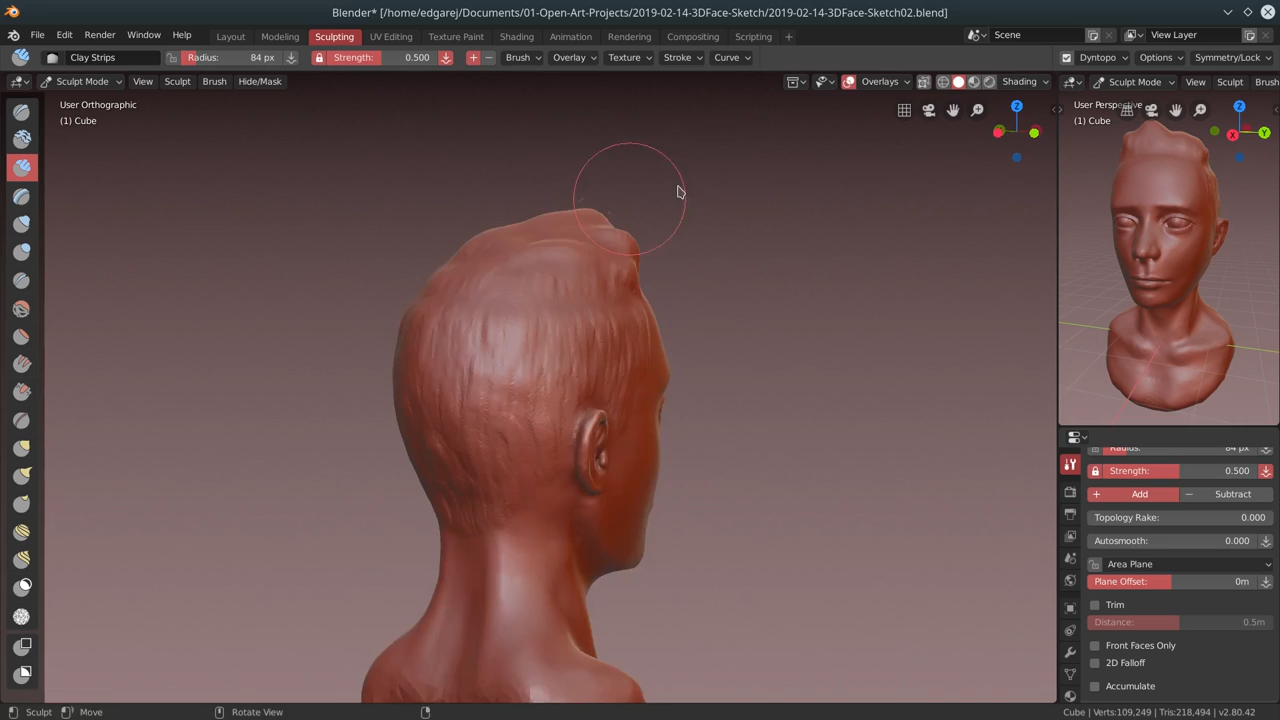 Blender* [/home/edgarej/Documents/01-Open-Art-Projects/2019-02-14-3DFace-Sketch/2019-02-14-3DFace-Sketch02.blend]
File Edit Render Window Help Layout Modeling Sculpting UV Editing Texture Paint Shading Animation Rendering Compositing Scripting + Scene View Layer
Clay Strips Radius: 84 px Strength: 0.500 + − Brush Overlay Texture Stroke Curve Dyntopo Options Symmetry/Lock
Sculpt Mode View Sculpt Brush Hide/Mask Overlays Shading Sculpt Mode View Sculpt Brush
User Orthographic
(1) Cube
Z
User Perspective
(1) Cube
Z
X
Y
Radius: 84 px
Strength: 0.500
+ Add − Subtract
Topology Rake: 0.000
Autosmooth: 0.000
Area Plane
Plane Offset: 0m
Trim
Distance: 0.5m
Front Faces Only
2D Falloff
Accumulate
Sculpt Move Rotate View Cube | Verts:109,249 | Tris:218,494 | v2.80.42